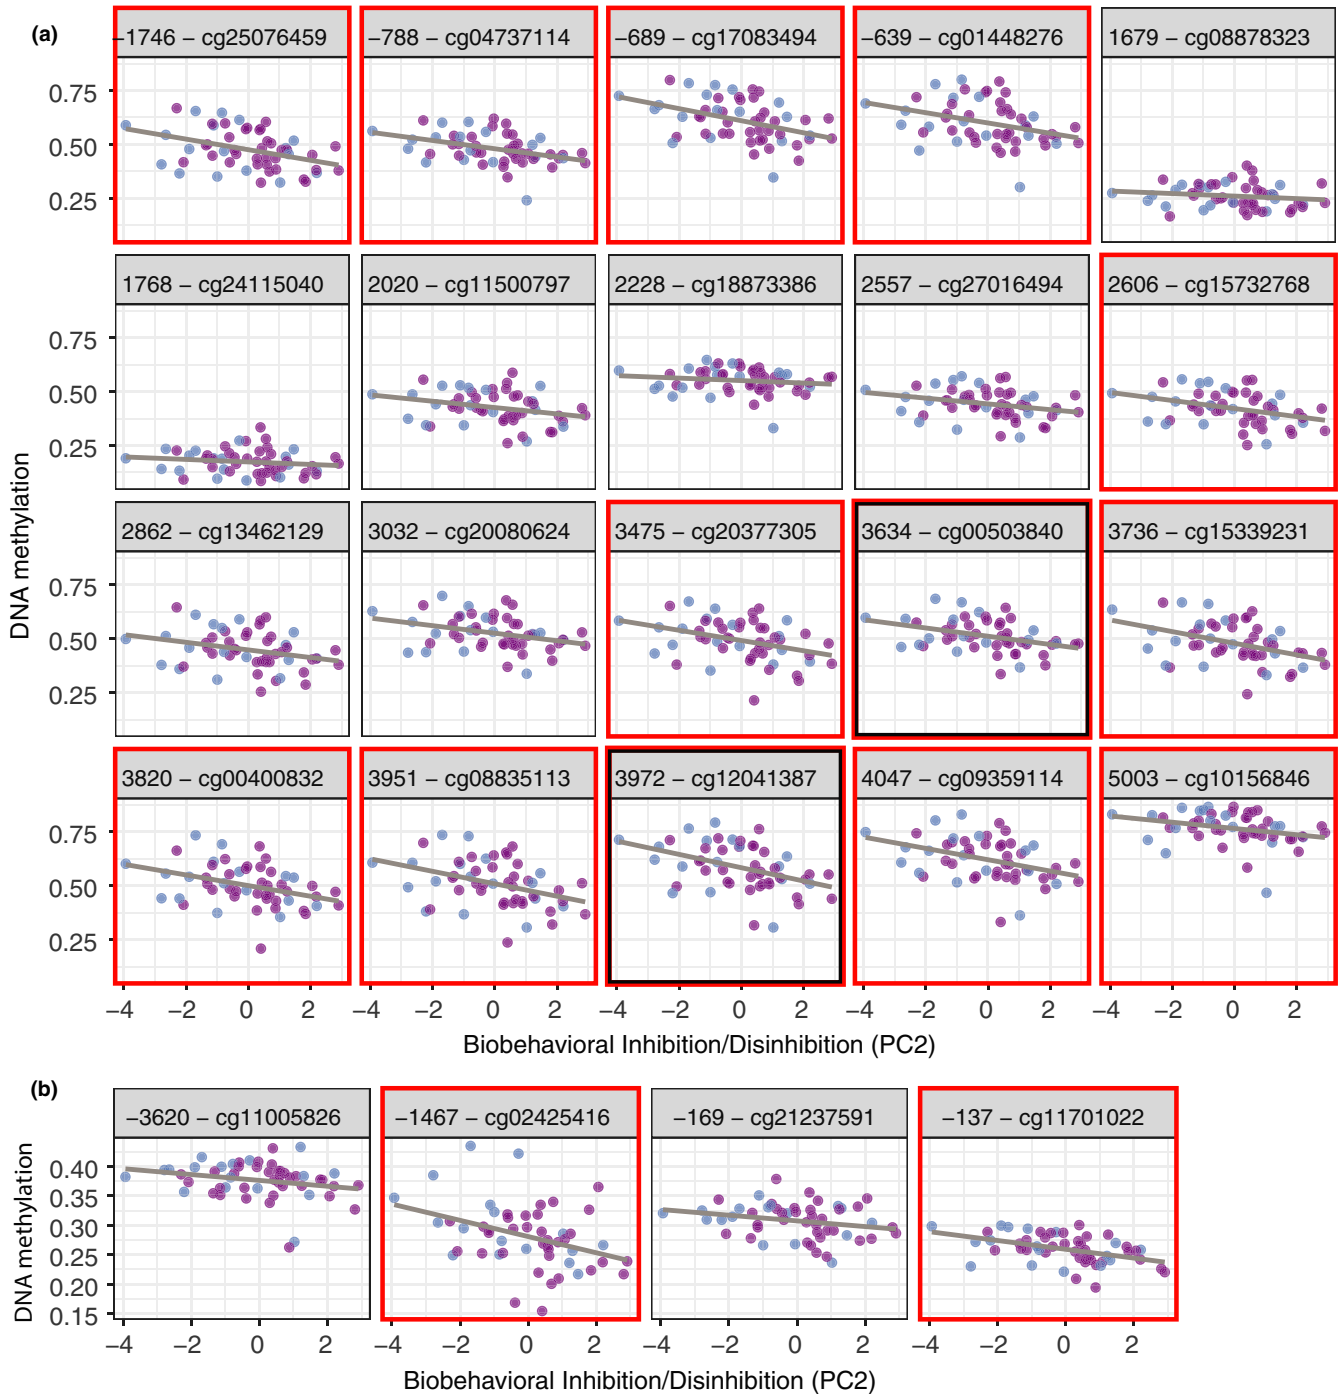 (a)
−1746 − cg25076459
−788 − cg04737114
−689 − cg17083494
−639 − cg01448276
1679 − cg08878323
0.75
0.50
0.25
1768 − cg24115040
2020 − cg11500797
2228 − cg18873386
2557 − cg27016494
2606 − cg15732768
0.75
0.50
0.25
DNA methylation
2862 − cg13462129
3032 − cg20080624
3475 − cg20377305
3634 − cg00503840
3736 − cg15339231
0.75
0.50
0.25
3820 − cg00400832
3951 − cg08835113
3972 − cg12041387
4047 − cg09359114
5003 − cg10156846
0.75
0.50
0.25
−4 −2 0 2 −4 −2 0 2 −4 −2 0 2 −4 −2 0 2 −4 −2 0 2
Biobehavioral Inhibition/Disinhibition (PC2)
(b)
−3620 − cg11005826
−1467 − cg02425416
−169 − cg21237591
−137 − cg11701022
DNA methylation
0.40
0.35
0.30
0.25
0.20
0.15
−4 −2 0 2 −4 −2 0 2 −4 −2 0 2 −4 −2 0 2
Biobehavioral Inhibition/Disinhibition (PC2)